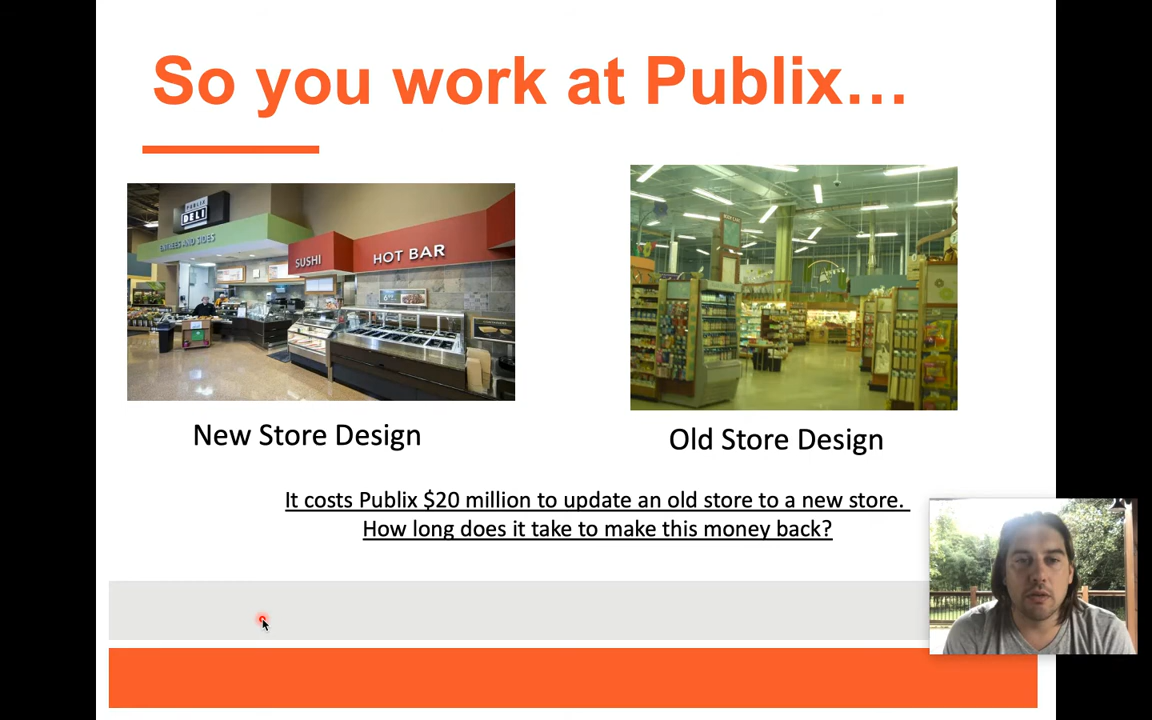 So you work at Publix...
PUBLIX
DELI
ENTREES AND SIDES
SUSHI
HOT BAR
New Store Design
Old Store Design
It costs Publix $20 million to update an old store to a new store.
How long does it take to make this money back?